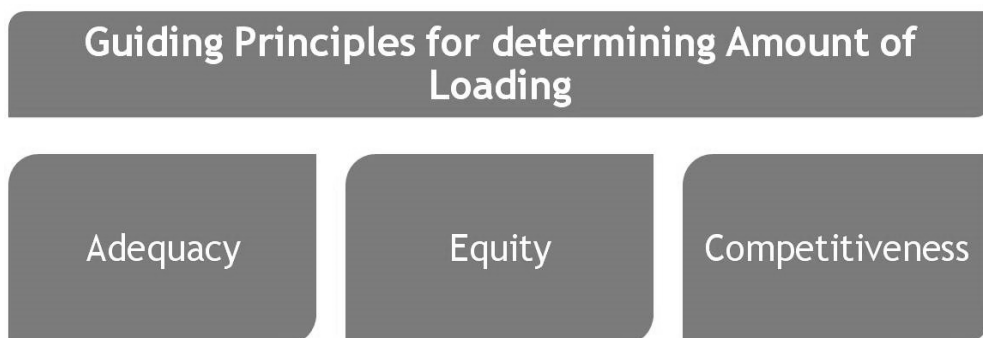 Guiding Principles for determining Amount of
Loading
Adequacy
Equity
Competitiveness